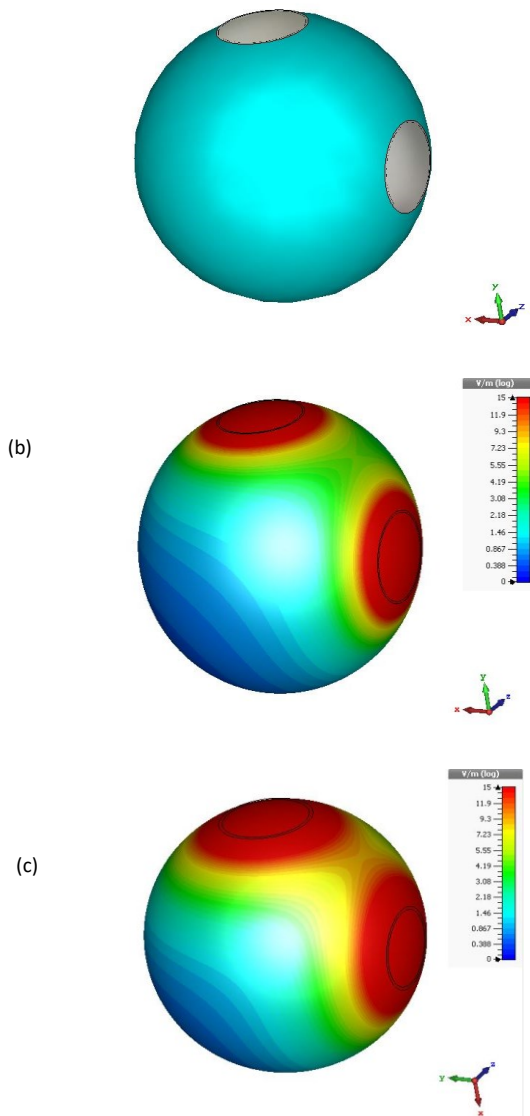 y
x
z
(b)
V/m (log)
15
11.9
9.3
7.23
5.55
4.19
3.08
2.18
1.46
0.867
0.388
0
y
x
z
(c)
V/m (log)
15
11.9
9.3
7.23
5.55
4.19
3.08
2.18
1.46
0.867
0.388
0
z
y
x